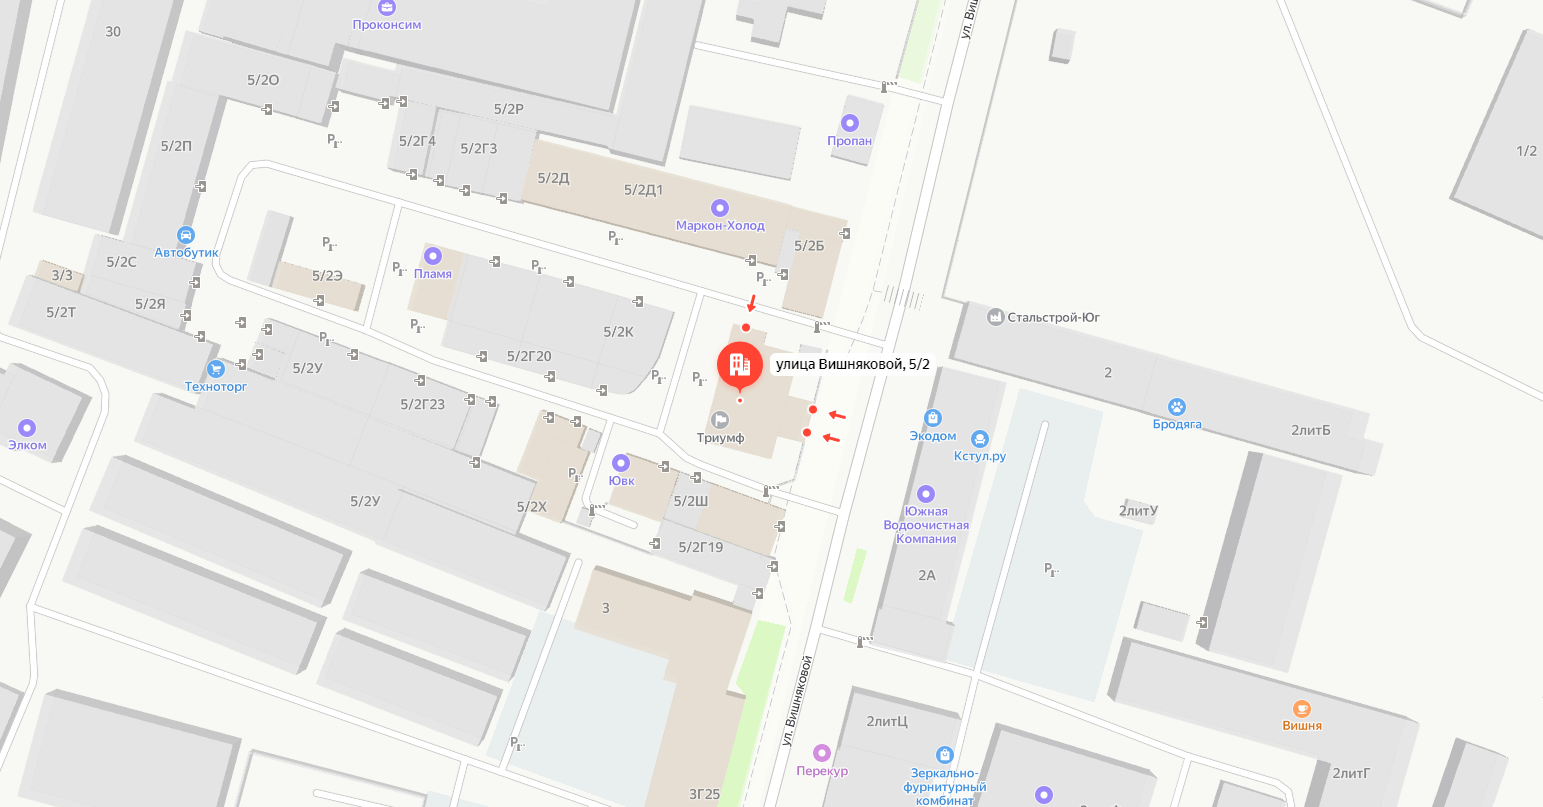 30
Проконсим
ул. Виш
5/2О
5/2Р
5/2П
5/2Г4
5/2Г3
Пропан
1/2
5/2Д
5/2Д1
Маркон-Холод
5/2Б
Автобутик
5/2С
3/3
5/2Э
Пламя
5/2Я
5/2Т
Стальстрой-Юг
5/2К
5/2Г20
улица Вишняковой, 5/2
5/2У
Техноторг
2
5/2Г23
Элком
Триумф
Экодом
Кстул.ру
Бродяга
2литБ
Ювк
5/2У
5/2Х
5/2Ш
Южная
Водоочистная
Компания
2литУ
5/2Г19
2А
3
ул. Вишняковой
2литЦ
Вишня
Перекур
Зеркально-
фурнитурный
комбинат
2литГ
3Г25